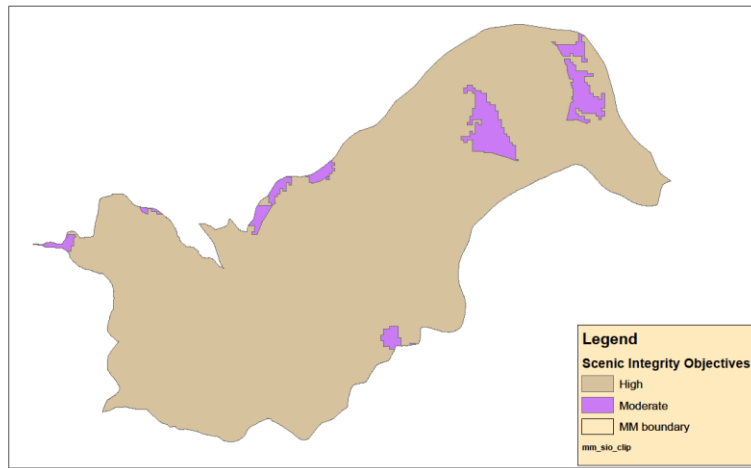 Legend
Scenic Integrity Objectives
High
Moderate
MM boundary
mm_sio_clip